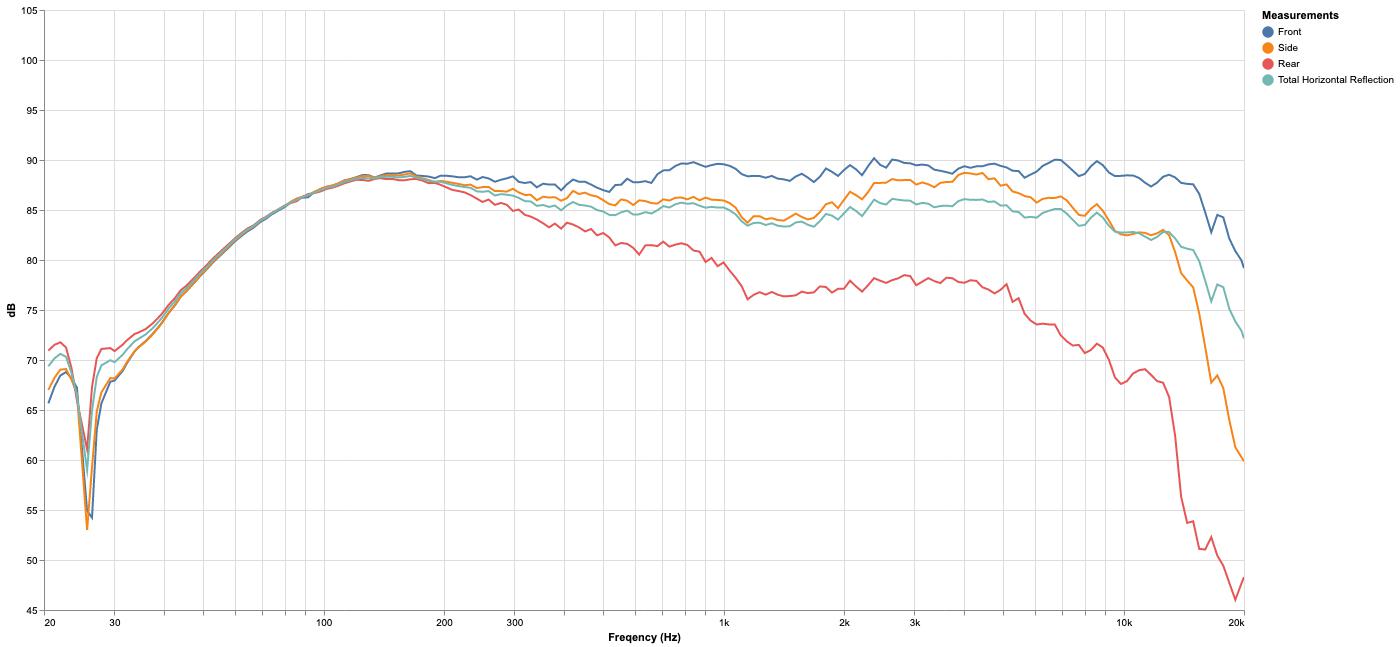 105
100
95
90
85
80
75
70
65
60
55
50
45
dB
20 30 100 200 300 1k 2k 3k 10k 20k
Freqency (Hz)
Measurements
Front
Side
Rear
Total Horizontal Reflection